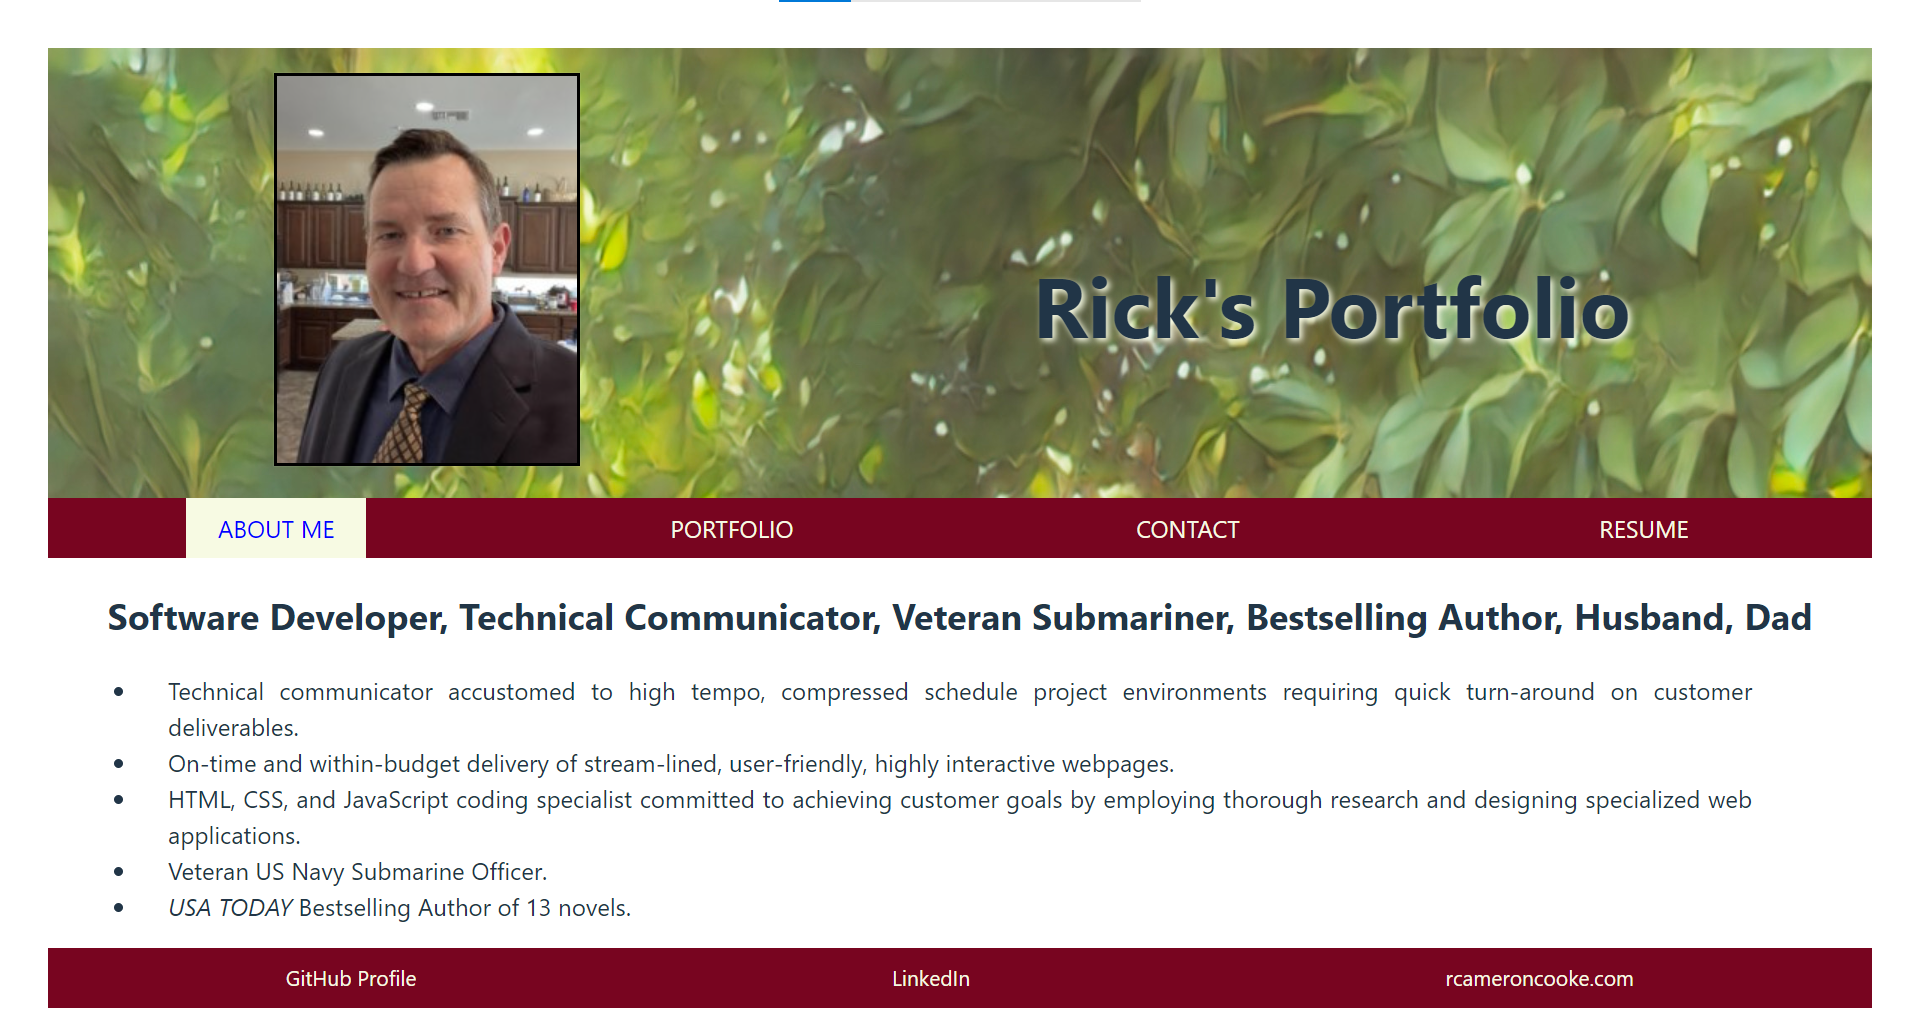 Rick's Portfolio
ABOUT ME
PORTFOLIO
CONTACT
RESUME
Software Developer, Technical Communicator, Veteran Submariner, Bestselling Author, Husband, Dad
• Technical communicator accustomed to high tempo, compressed schedule project environments requiring quick turn-around on customer
deliverables.
• On-time and within-budget delivery of stream-lined, user-friendly, highly interactive webpages.
• HTML, CSS, and JavaScript coding specialist committed to achieving customer goals by employing thorough research and designing specialized web
applications.
• Veteran US Navy Submarine Officer.
• USA TODAY Bestselling Author of 13 novels.
GitHub Profile
LinkedIn
rcameroncooke.com